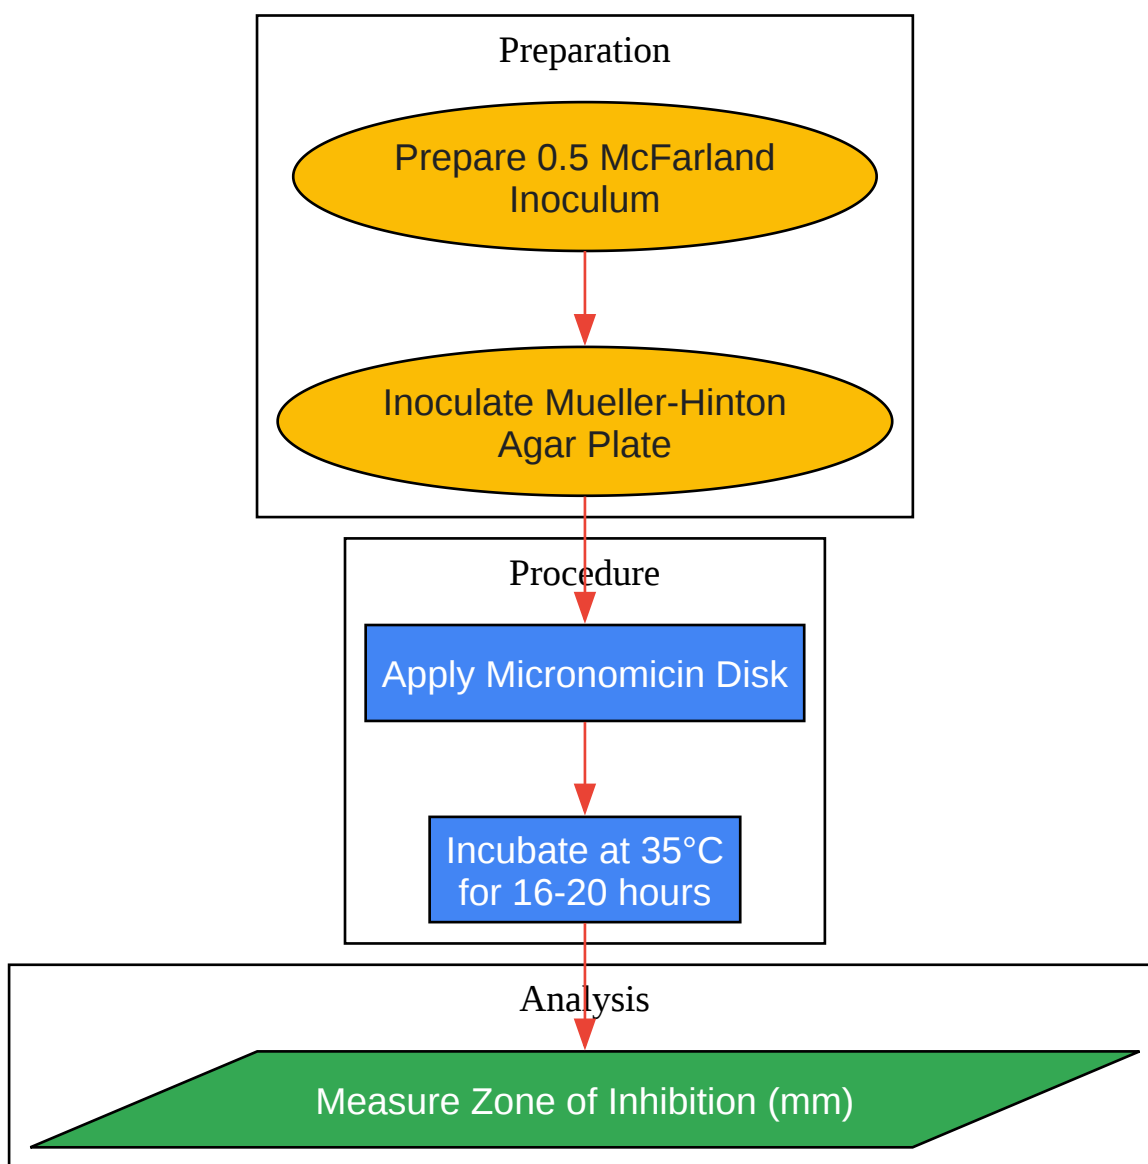 Preparation
Prepare 0.5 McFarland
Inoculum
Inoculate Mueller-Hinton
Agar Plate
Procedure
Apply Micronomicin Disk
Incubate at 35°C
for 16-20 hours
Analysis
Measure Zone of Inhibition (mm)